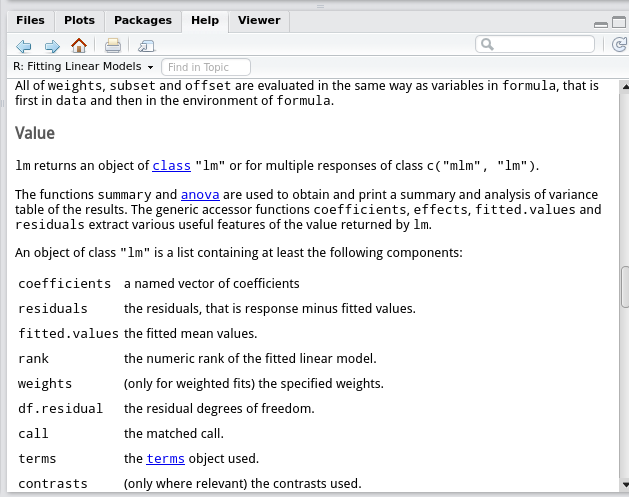 Files Plots Packages Help Viewer
R: Fitting Linear Models Find in Topic
All of weights, subset and offset are evaluated in the same way as variables in formula, that is
first in data and then in the environment of formula.
Value
lm returns an object of class "lm" or for multiple responses of class c("mlm", "lm").
The functions summary and anova are used to obtain and print a summary and analysis of variance
table of the results. The generic accessor functions coefficients, effects, fitted.values and
residuals extract various useful features of the value returned by lm.
An object of class "lm" is a list containing at least the following components:
coefficients a named vector of coefficients
residuals the residuals, that is response minus fitted values.
fitted.values the fitted mean values.
rank the numeric rank of the fitted linear model.
weights (only for weighted fits) the specified weights.
df.residual the residual degrees of freedom.
call the matched call.
terms the terms object used.
contrasts (only where relevant) the contrasts used.